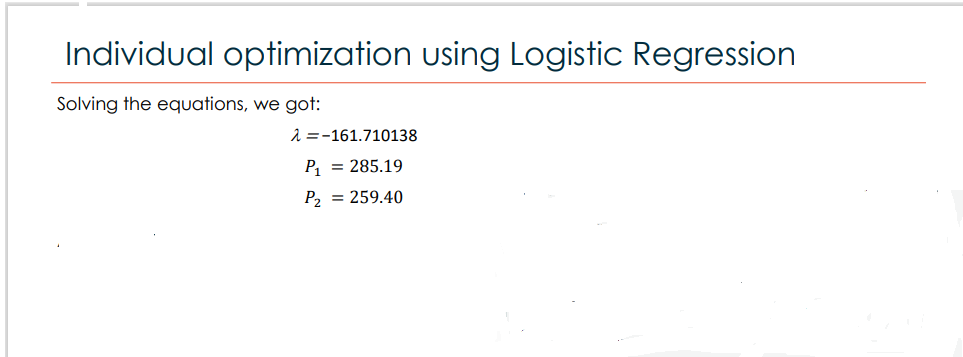 Individual optimization using Logistic Regression
Solving the equations, we got:
λ =−161.710138
P₁ = 285.19
P₂ = 259.40